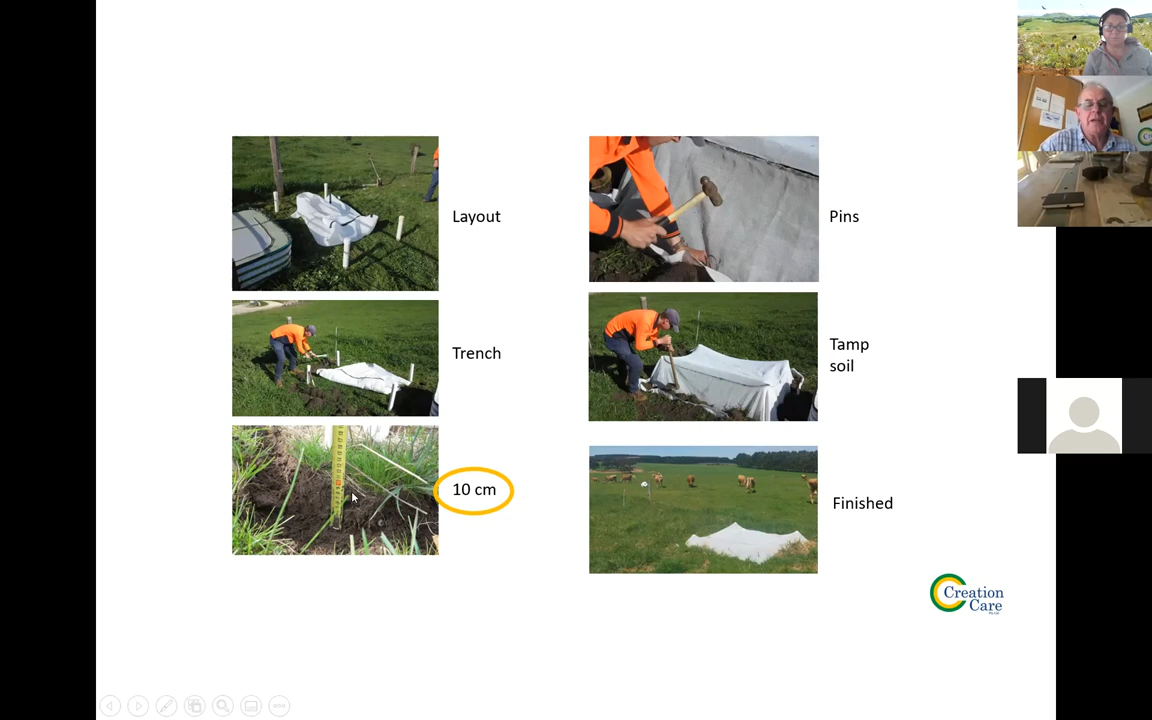 Layout
Trench
10 cm
Pins
Tamp
soil
Finished
Creation
Care